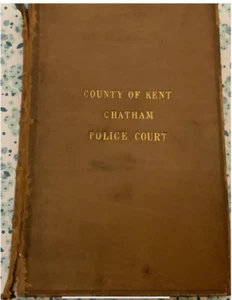 COUNTY OF KENT
CHATHAM
POLICE COURT